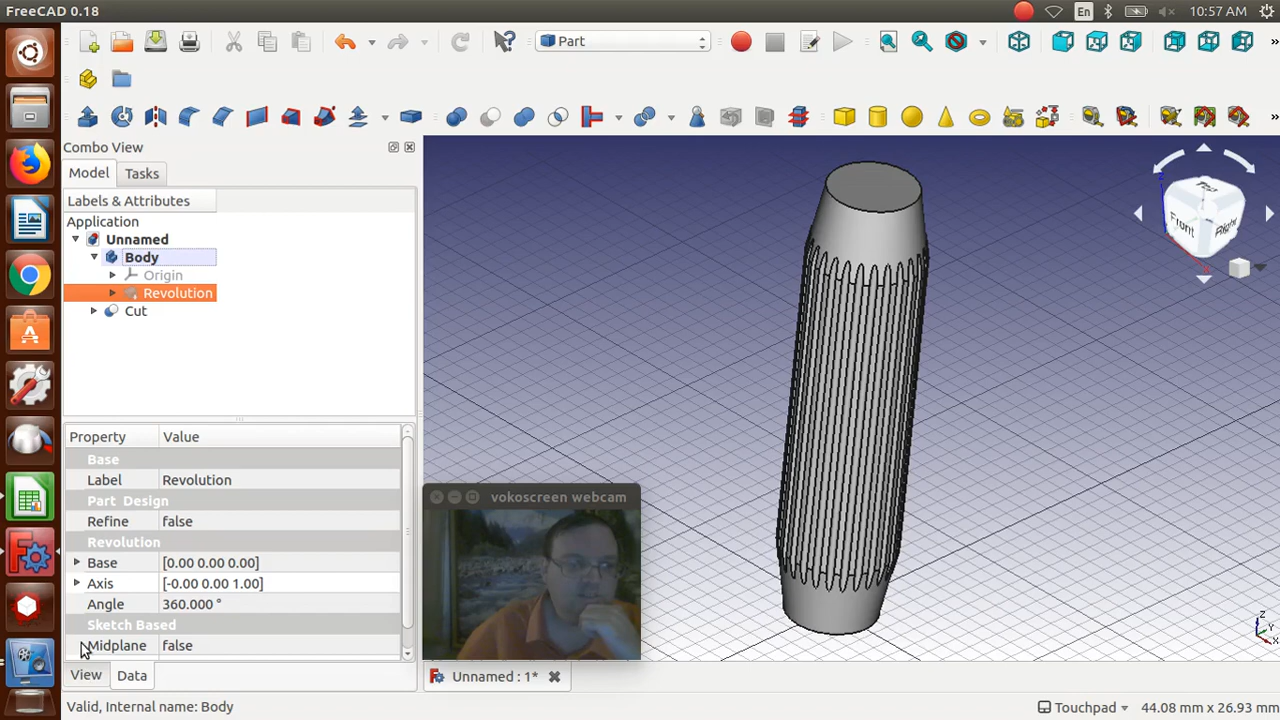 FreeCAD 0.18
En
10:57 AM
Part
»
»
Combo View
Model
Tasks
Labels & Attributes
Application
Unnamed
Body
Origin
Revolution
Cut
Property Value
Base
Label Revolution
Part Design
Refine false
Revolution
Base [0.00 0.00 0.00]
Axis [-0.00 0.00 1.00]
Angle 360.000 °
Sketch Based
Midplane false
View
Data
vokoscreen webcam
Top
Front
Right
Z
Y
X
Unnamed : 1*
Valid, Internal name: Body
Touchpad
44.08 mm x 26.93 mm